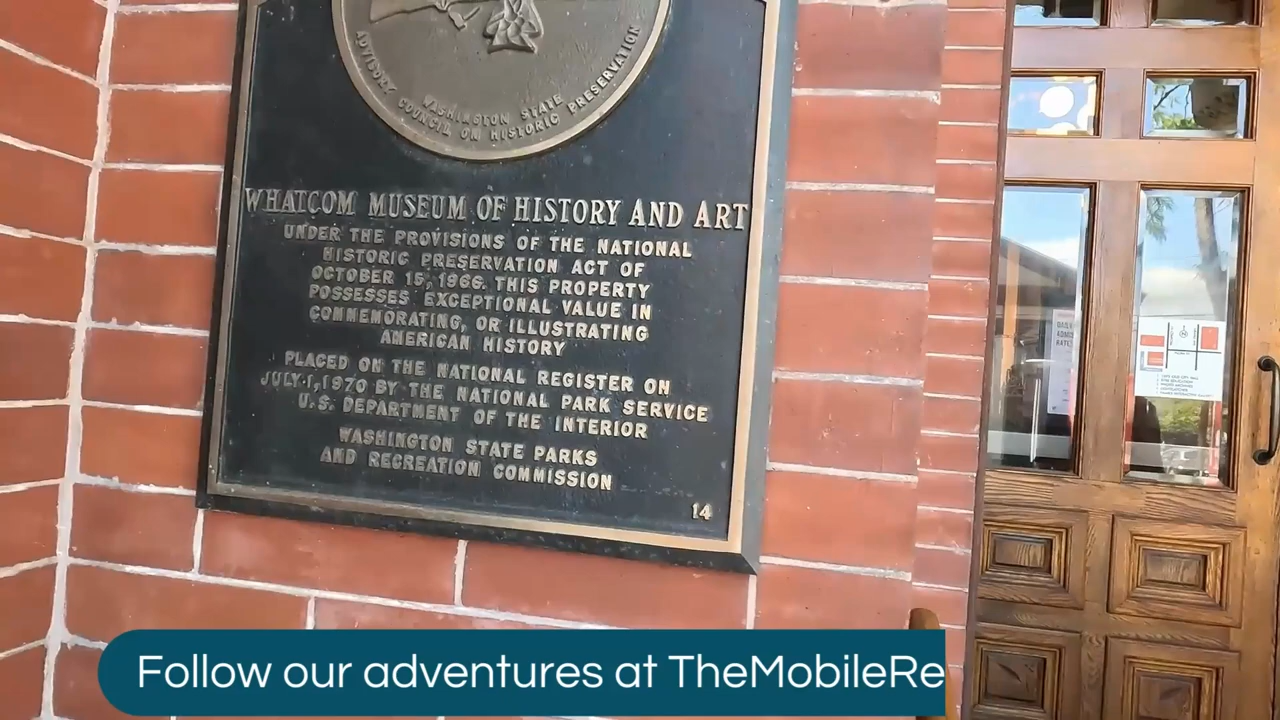 WASHINGTON STATE
ADVISORY COUNCIL ON HISTORIC PRESERVATION
WHATCOM MUSEUM OF HISTORY AND ART
UNDER THE PROVISIONS OF THE NATIONAL
HISTORIC PRESERVATION ACT OF
OCTOBER 15, 1966. THIS PROPERTY
POSSESSES EXCEPTIONAL VALUE IN
COMMEMORATING, OR ILLUSTRATING
AMERICAN HISTORY
PLACED ON THE NATIONAL REGISTER ON
JULY 1, 1970 BY THE NATIONAL PARK SERVICE
U.S. DEPARTMENT OF THE INTERIOR
WASHINGTON STATE PARKS
AND RECREATION COMMISSION
14
Follow our adventures at TheMobileRe